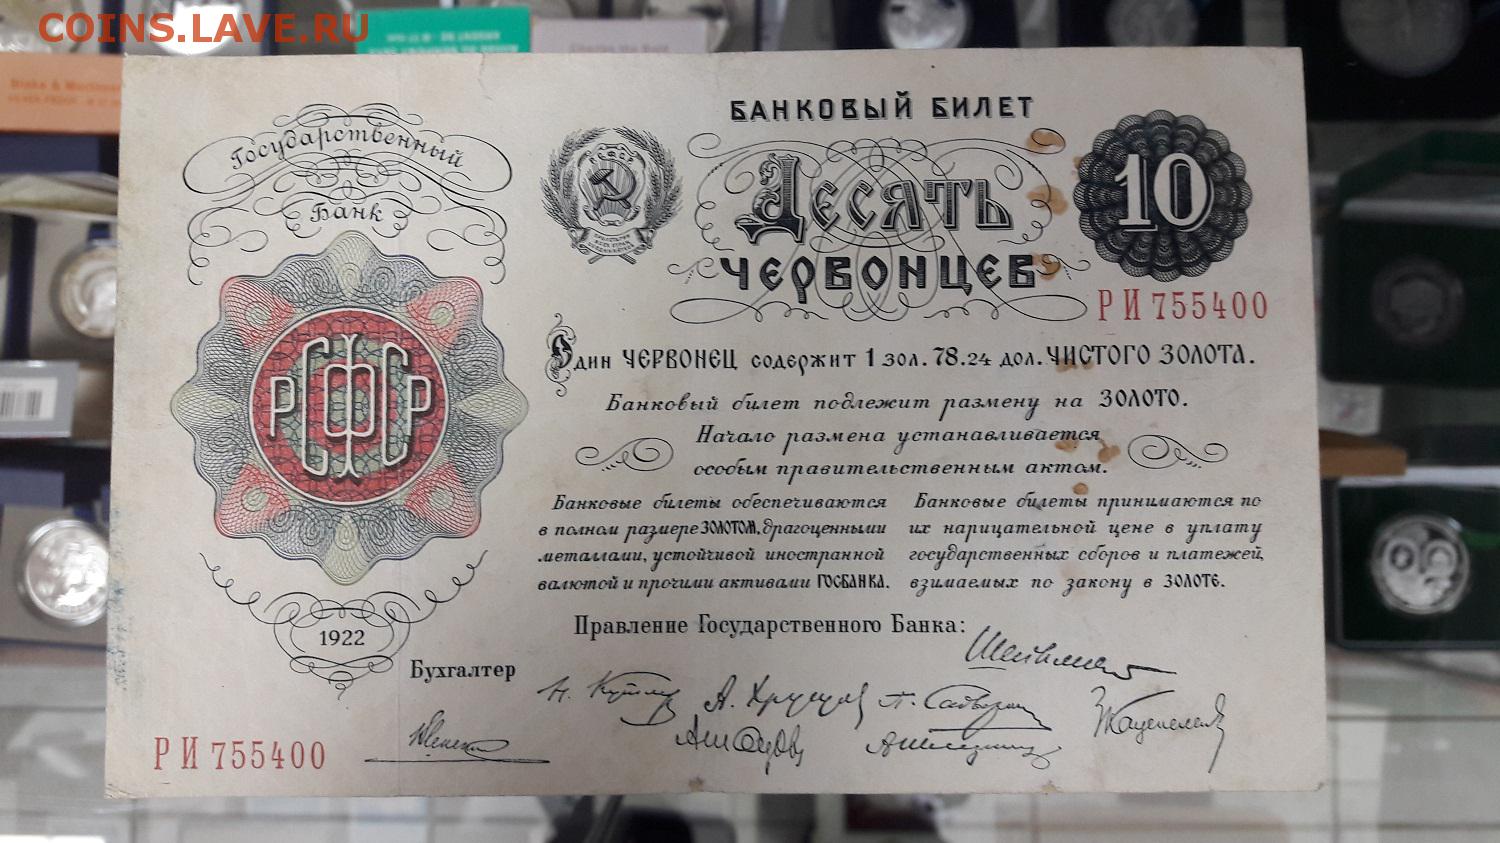 COINS.LAVE.RU
Государственный
Банк
БАНКОВЫЙ БИЛЕТ
ДЕСЯТЬ
ЧЕРВОНЦЕВ
10
РИ 755400
РСФСР
Один ЧЕРВОНЕЦ содержит 1 зол. 78.24 дол. ЧИСТОГО ЗОЛОТА.
Банковый билет подлежит размену на ЗОЛОТО.
Начало размена устанавливается
особым правительственным актом.
Банковые билеты обеспечиваются
в полном размере ЗОЛОТОМ, драгоценными
металлами, устойчивой иностранной
валютой и прочими активами ГОСБАНКА.
Банковые билеты принимаются по
их нарицательной цене в уплату
государственных сборов и платежей,
взимаемых по закону в ЗОЛОТЕ.
Правление Государственного Банка:
1922
Бухгалтер
РИ 755400